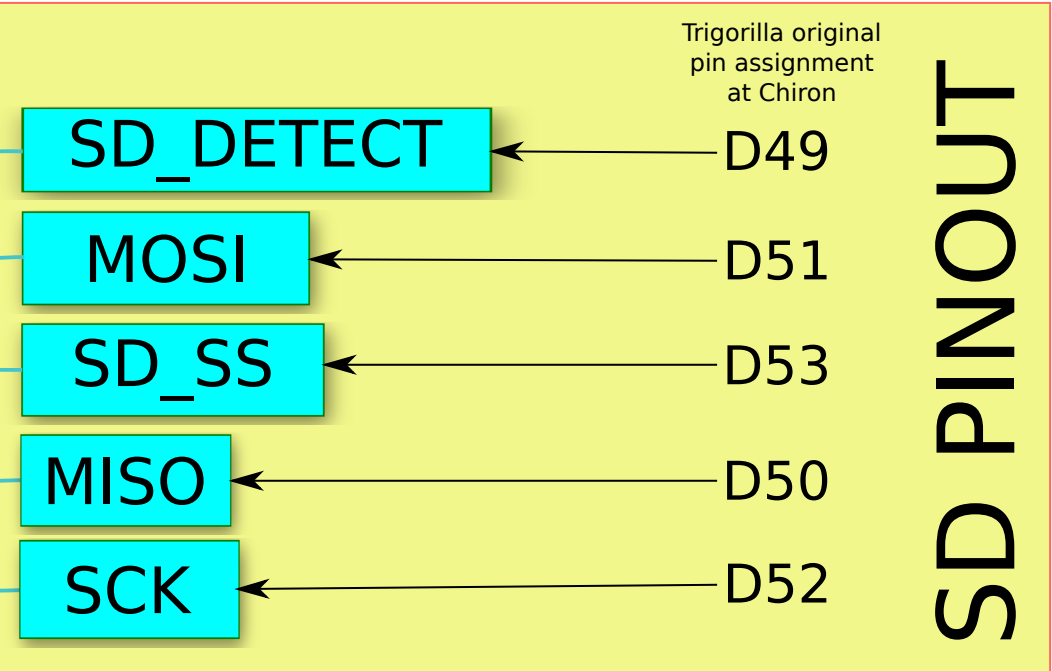 Trigorilla original
pin assignment
at Chiron
SD_DETECT
D49
MOSI
D51
SD_SS
D53
MISO
D50
SCK
D52
SD PINOUT